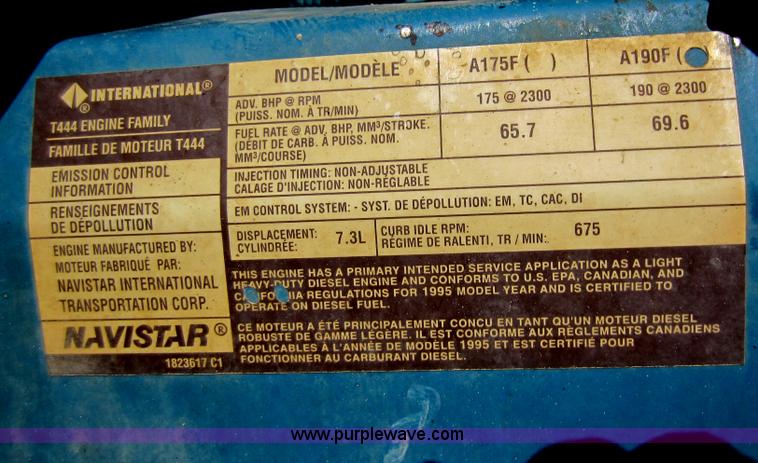 INTERNATIONAL®
®
T444 ENGINE FAMILY
FAMILLE DE MOTEUR T444
EMISSION CONTROL
INFORMATION
RENSEIGNEMENTS
DE DÉPOLLUTION
ENGINE MANUFACTURED BY:
MOTEUR FABRIQUÉ PAR:
NAVISTAR INTERNATIONAL
TRANSPORTATION CORP.
NAVISTAR®
1823617 C1
MODEL/MODÈLE A175F ( ) A190F ( )
ADV. BHP @ RPM
(PUISS. NOM. À TR/MIN) 175 @ 2300 190 @ 2300
FUEL RATE @ ADV, BHP, MM³/STROKE.
(DÉBIT DE CARB. À PUISS. NOM.
MM³/COURSE) 65.7 69.6
INJECTION TIMING: NON-ADJUSTABLE
CALAGE D'INJECTION: NON-RÉGLABLE
EM CONTROL SYSTEM: - SYST. DE DÉPOLLUTION: EM, TC, CAC, DI
DISPLACEMENT:
CYLINDRÉE: 7.3L
CURB IDLE RPM:
RÉGIME DE RALENTI, TR / MIN: 675
THIS ENGINE HAS A PRIMARY INTENDED SERVICE APPLICATION AS A LIGHT
HEAVY-DUTY DIESEL ENGINE AND CONFORMS TO U.S. EPA, CANADIAN, AND
CALIFORNIA REGULATIONS FOR 1995 MODEL YEAR AND IS CERTIFIED TO
OPERATE ON DIESEL FUEL.
CE MOTEUR A ÉTÉ PRINCIPALEMENT CONCU EN TANT QU'UN MOTEUR DIESEL
ROBUSTE DE GAMME LÉGÈRE. IL EST CONFORME AUX RÈGLEMENTS CANADIENS
APPLICABLES À L'ANNÉE DE MODÈLE 1995 ET EST CERTIFIÉ POUR
FONCTIONNER AU CARBURANT DIESEL.
www.purplewave.com